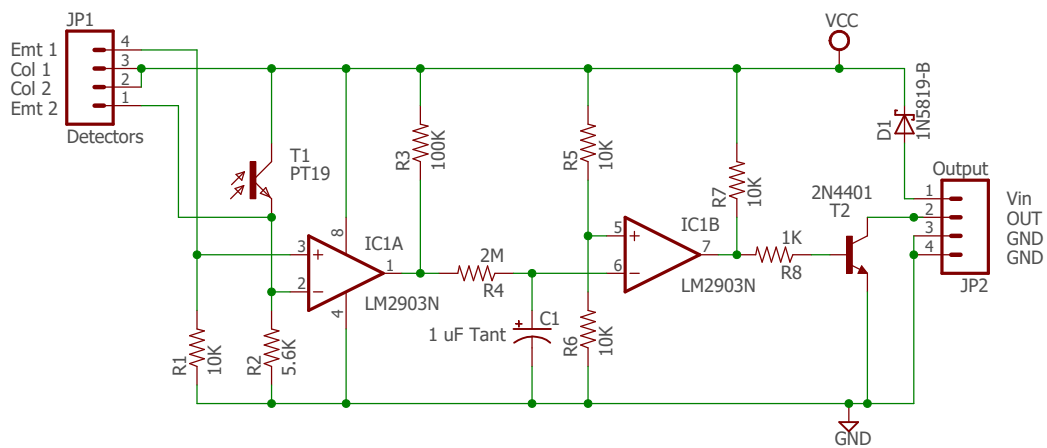 JP1
Emt 1
4
Col 1
3
Col 2
2
Emt 2
1
Detectors
VCC
D1
1N5819-B
T1
PT19
R3
100K
R5
10K
R7
10K
2N4401
T2
Output
1
Vin
2
OUT
3
GND
4
GND
JP2
8
IC1A
3
+
1
2
−
4
LM2903N
2M
R4
5
+
IC1B
7
6
−
LM2903N
1K
R8
+
C1
1 uF Tant
R1
10K
R2
5.6K
R6
10K
GND